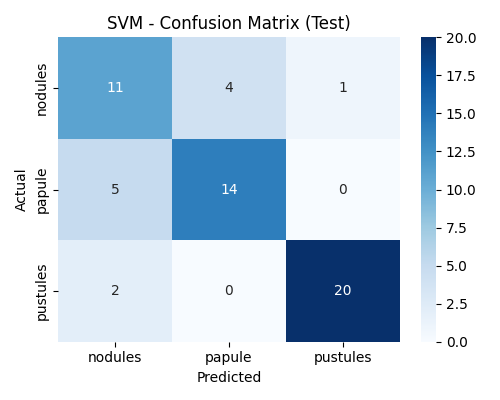 SVM - Confusion Matrix (Test)
nodules
papule
pustules
Actual
11 4 1
5 14 0
2 0 20
nodules papule pustules
Predicted
20.0
17.5
15.0
12.5
10.0
7.5
5.0
2.5
0.0